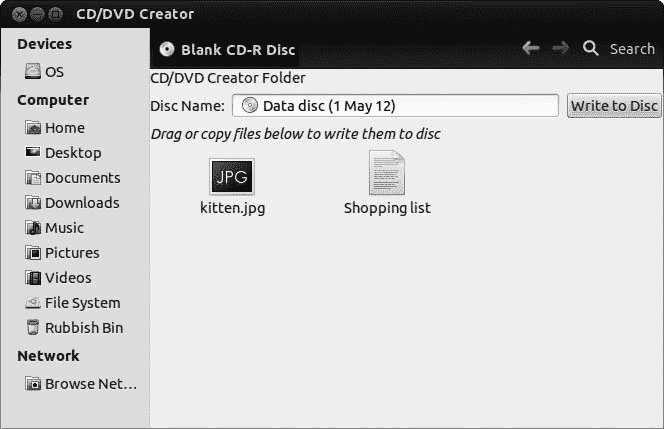 CD/DVD Creator
Devices
OS
Computer
Home
Desktop
Documents
Downloads
Music
Pictures
Videos
File System
Rubbish Bin
Network
Browse Net…
Blank CD-R Disc
Search
CD/DVD Creator Folder
Disc Name: Data disc (1 May 12) Write to Disc
Drag or copy files below to write them to disc
JPG
kitten.jpg
Shopping list